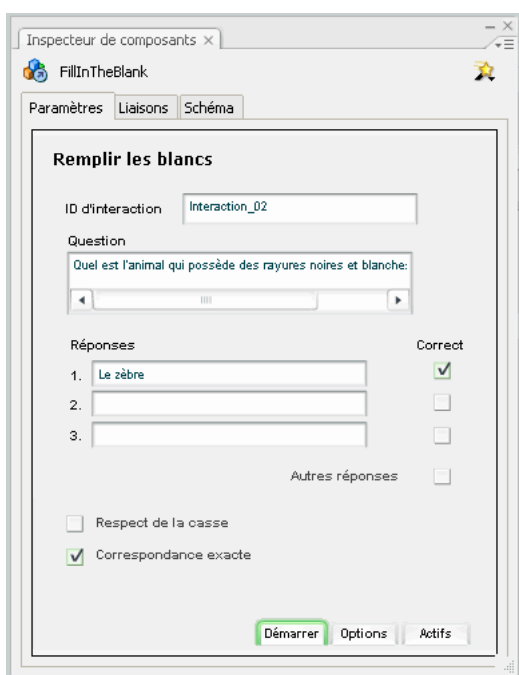 Inspecteur de composants
FillInTheBlank
Paramètres Liaisons Schéma
Remplir les blancs
ID d'interaction Interaction_02
Question
Quel est l'animal qui possède des rayures noires et blanche:
Réponses Correct
1. Le zèbre
2.
3.
Autres réponses
Respect de la casse
Correspondance exacte
Démarrer Options Actifs